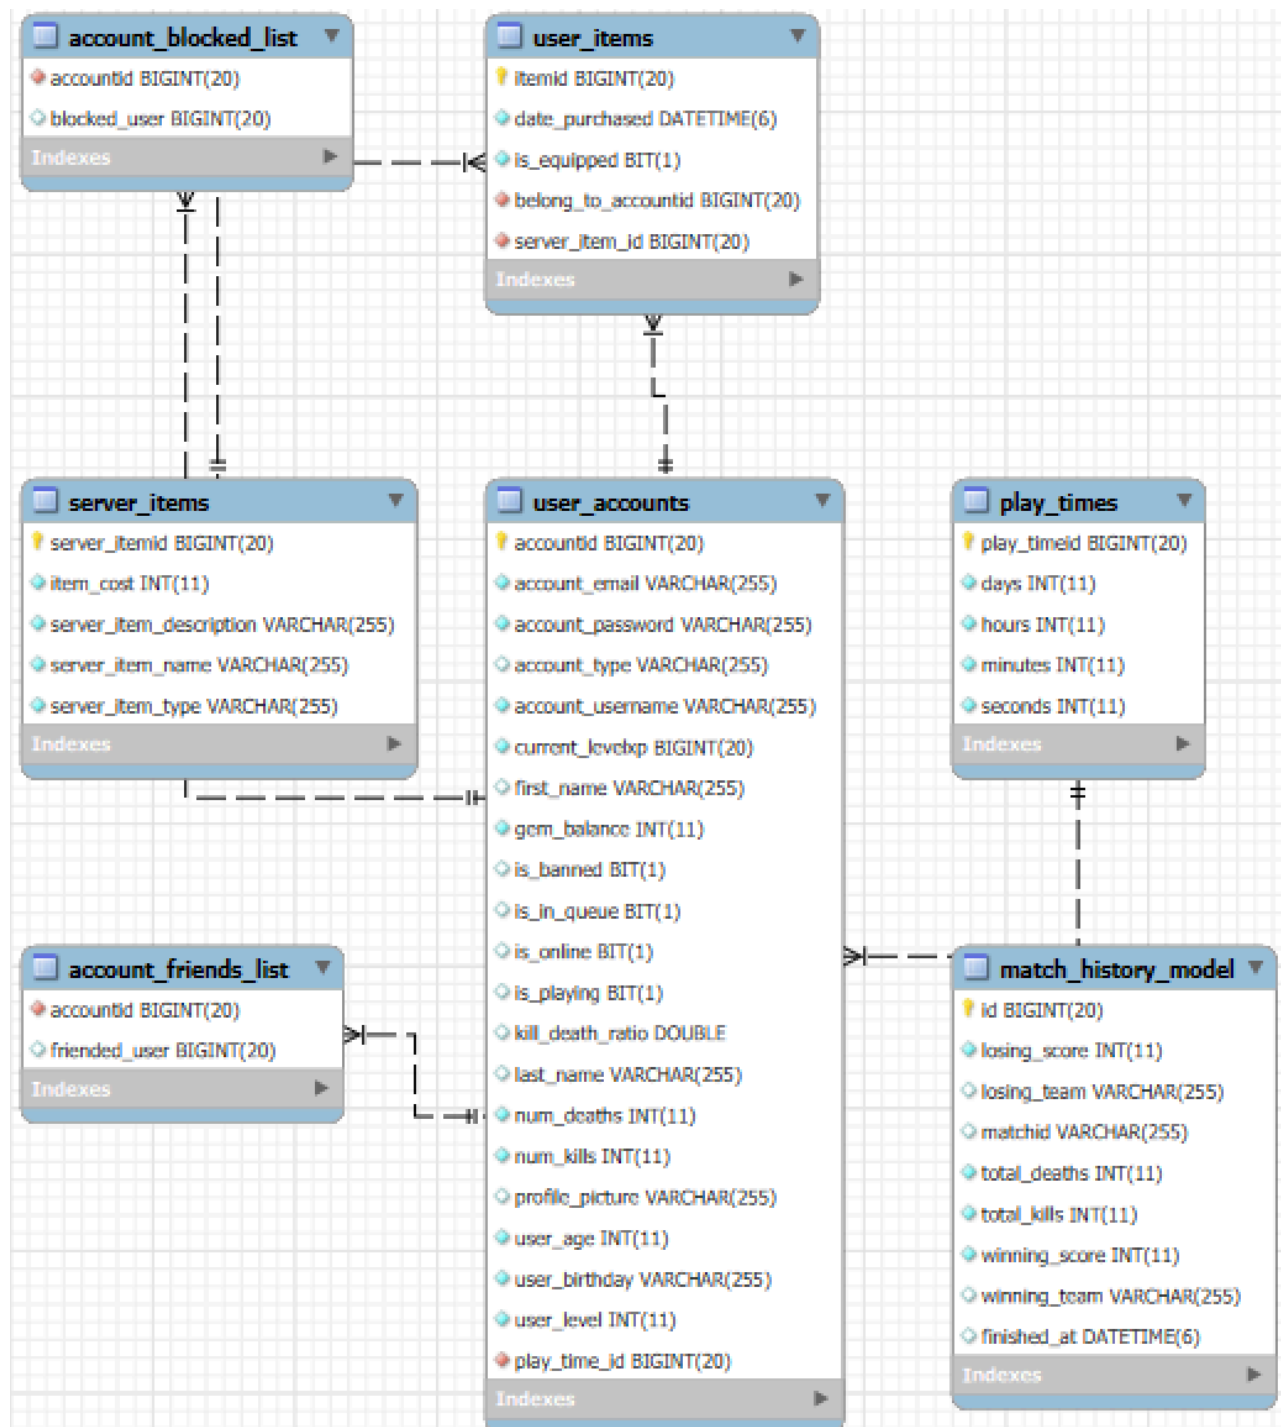 account_blocked_list
accountid BIGINT(20)
blocked_user BIGINT(20)
Indexes
user_items
itemid BIGINT(20)
date_purchased DATETIME(6)
is_equipped BIT(1)
belong_to_accountid BIGINT(20)
server_item_id BIGINT(20)
Indexes
server_items
server_itemid BIGINT(20)
item_cost INT(11)
server_item_description VARCHAR(255)
server_item_name VARCHAR(255)
server_item_type VARCHAR(255)
Indexes
user_accounts
accountid BIGINT(20)
account_email VARCHAR(255)
account_password VARCHAR(255)
account_type VARCHAR(255)
account_username VARCHAR(255)
current_levelxp BIGINT(20)
first_name VARCHAR(255)
gem_balance INT(11)
is_banned BIT(1)
is_in_queue BIT(1)
is_online BIT(1)
is_playing BIT(1)
kill_death_ratio DOUBLE
last_name VARCHAR(255)
num_deaths INT(11)
num_kills INT(11)
profile_picture VARCHAR(255)
user_age INT(11)
user_birthday VARCHAR(255)
user_level INT(11)
play_time_id BIGINT(20)
Indexes
play_times
play_timeid BIGINT(20)
days INT(11)
hours INT(11)
minutes INT(11)
seconds INT(11)
Indexes
account_friends_list
accountid BIGINT(20)
friended_user BIGINT(20)
Indexes
match_history_model
id BIGINT(20)
losing_score INT(11)
losing_team VARCHAR(255)
matchid VARCHAR(255)
total_deaths INT(11)
total_kills INT(11)
winning_score INT(11)
winning_team VARCHAR(255)
finished_at DATETIME(6)
Indexes